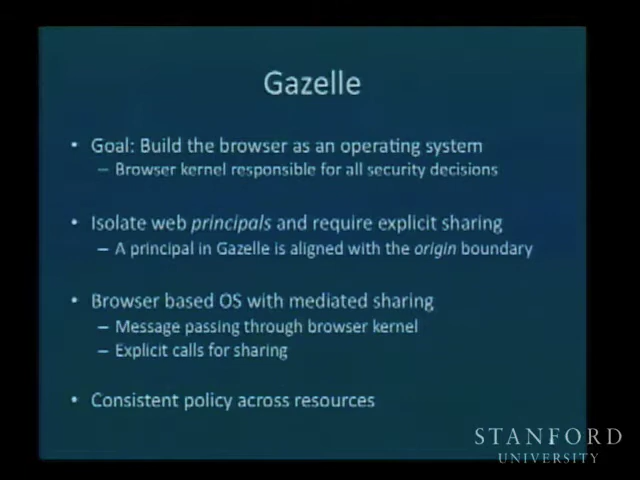 Gazelle
• Goal: Build the browser as an operating system
– Browser kernel responsible for all security decisions
• Isolate web principals and require explicit sharing
– A principal in Gazelle is aligned with the origin boundary
• Browser based OS with mediated sharing
– Message passing through browser kernel
– Explicit calls for sharing
• Consistent policy across resources
STANFORD
UNIVERSITY